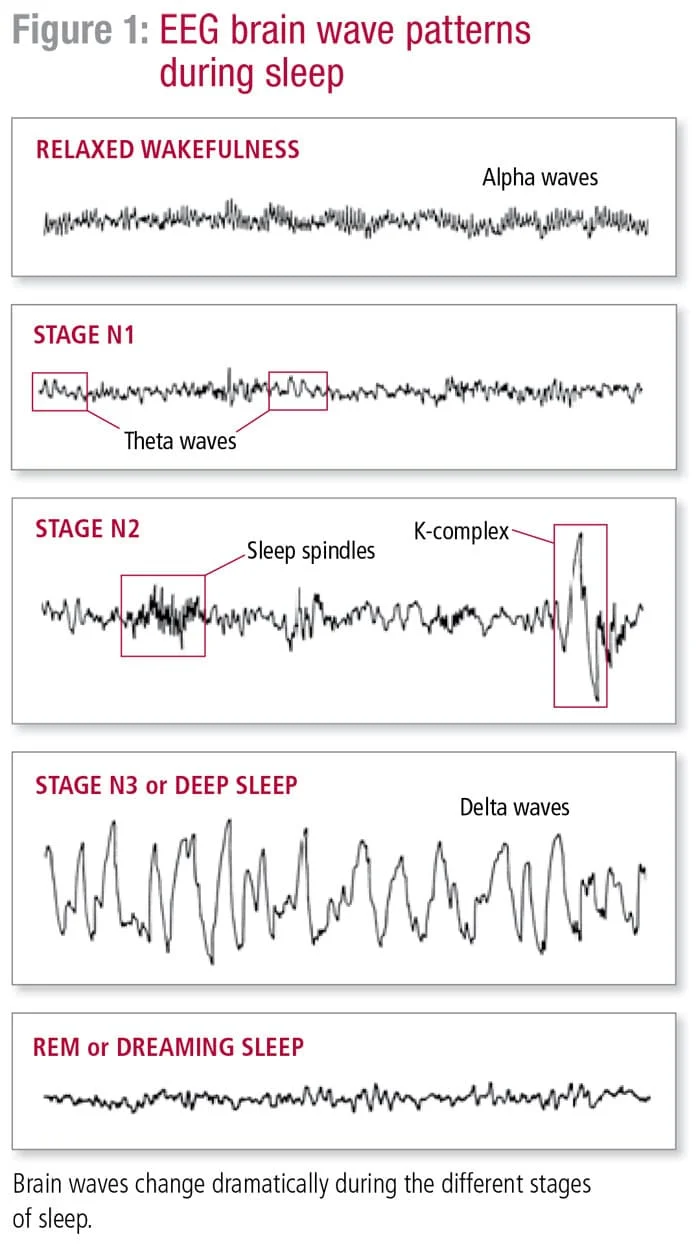 Figure 1: EEG brain wave patterns
during sleep
RELAXED WAKEFULNESS
Alpha waves
STAGE N1
Theta waves
STAGE N2
K-complex
Sleep spindles
STAGE N3 or DEEP SLEEP
Delta waves
REM or DREAMING SLEEP
Brain waves change dramatically during the different stages
of sleep.